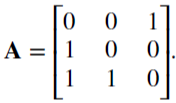 A = [0 0 1
1 0 0
1 1 0].